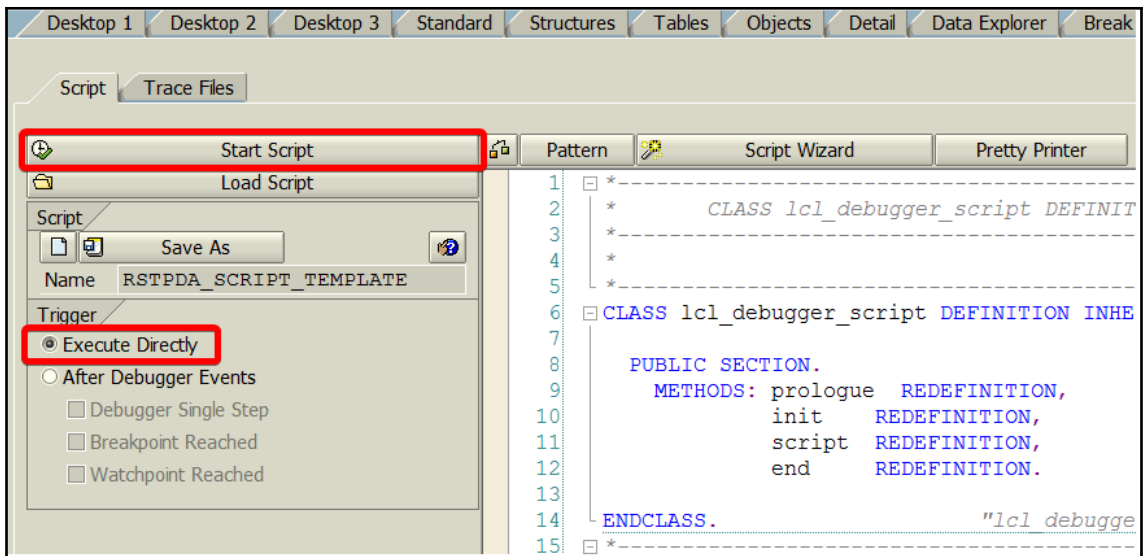 Desktop 1 Desktop 2 Desktop 3 Standard Structures Tables Objects Detail Data Explorer Break
Script Trace Files
Start Script
Load Script
Script
Save As
Name RSTPDA_SCRIPT_TEMPLATE
Trigger
Execute Directly
After Debugger Events
Debugger Single Step
Breakpoint Reached
Watchpoint Reached
Pattern Script Wizard Pretty Printer
1 *-------------------------------------------
2 * CLASS lcl_debugger_script DEFINIT
3 *-------------------------------------------
4 *
5 *-------------------------------------------
6 CLASS lcl_debugger_script DEFINITION INHE
7
8 PUBLIC SECTION.
9 METHODS: prologue REDEFINITION,
10 init REDEFINITION,
11 script REDEFINITION,
12 end REDEFINITION.
13
14 ENDCLASS. "lcl_debugge
15 *-------------------------------------------